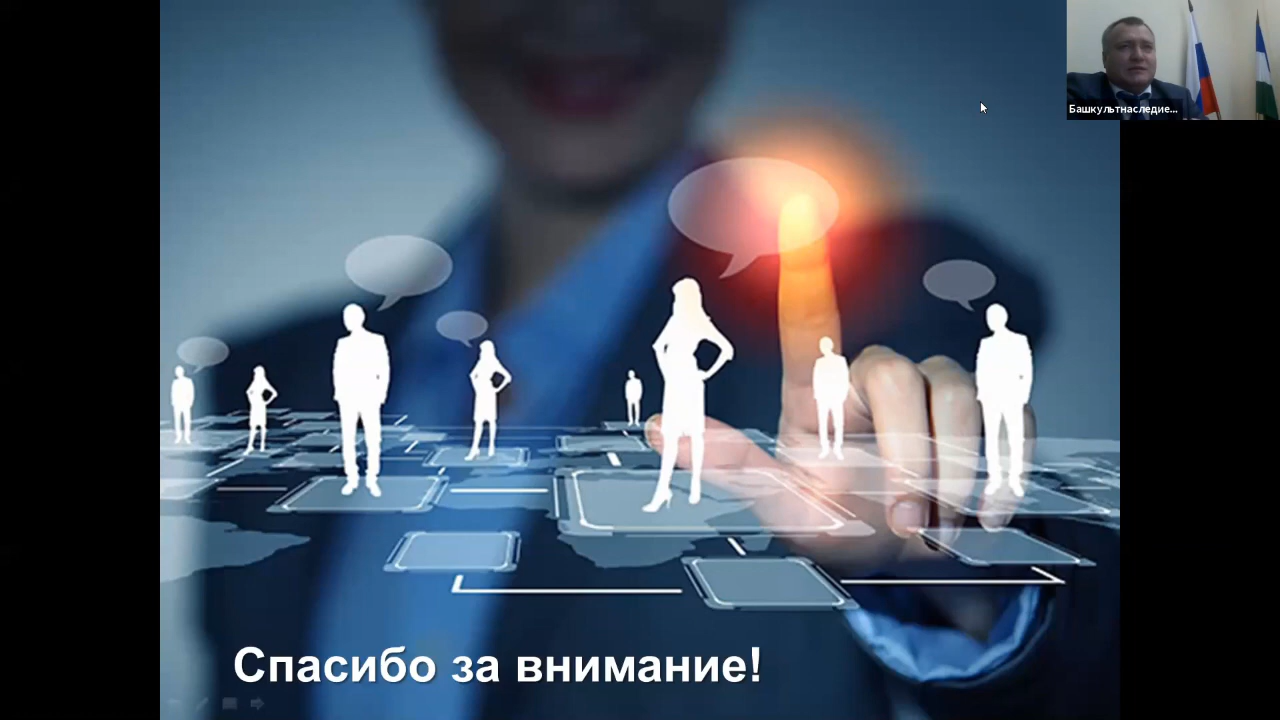 Башкультнаследие...
Спасибо за внимание!